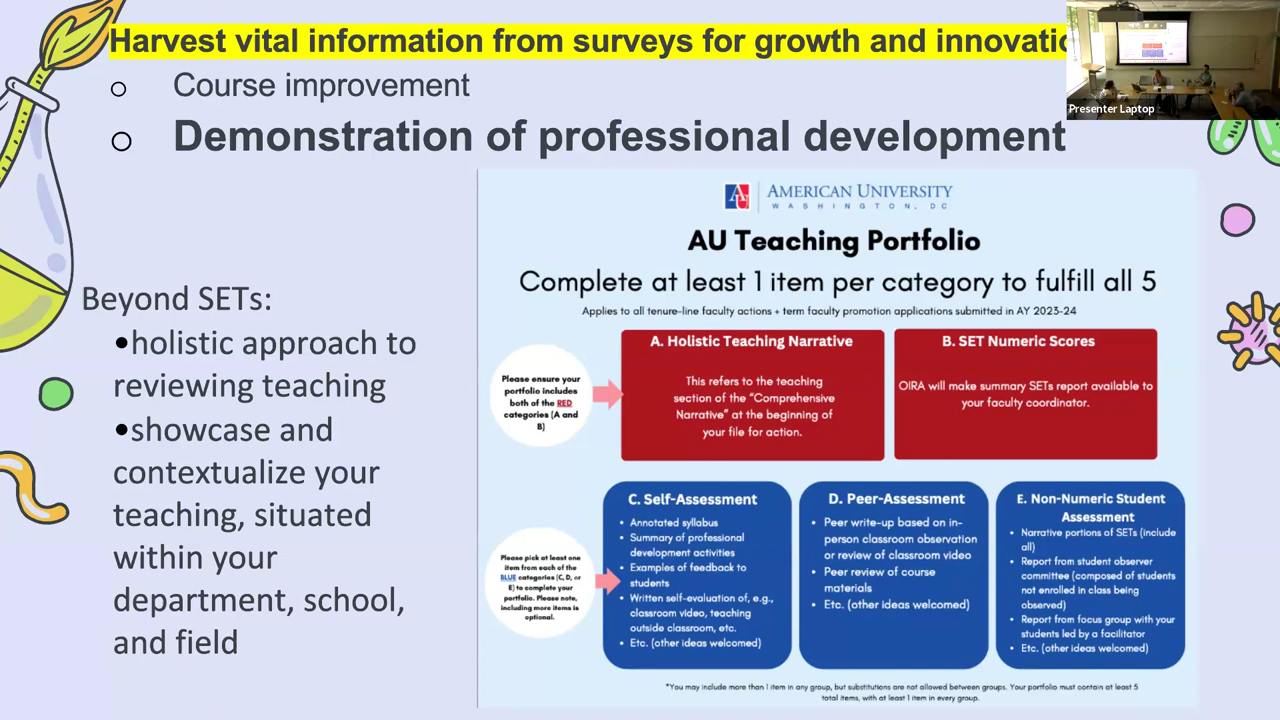 Harvest vital information from surveys for growth and innovatio
Presenter Laptop
o Course improvement
o Demonstration of professional development
Beyond SETs:
•holistic approach to
reviewing teaching
•showcase and
contextualize your
teaching, situated
within your
department, school,
and field
AU AMERICAN UNIVERSITY
WASHINGTON, DC
AU Teaching Portfolio
Complete at least 1 item per category to fulfill all 5
Applies to all tenure-line faculty actions + term faculty promotion applications submitted in AY 2023-24
Please ensure your
portfolio includes
both of the RED
categories (A and
B)
A. Holistic Teaching Narrative
This refers to the teaching
section of the “Comprehensive
Narrative” at the beginning of
your file for action.
B. SET Numeric Scores
OIRA will make summary SETs report available to
your faculty coordinator.
Please pick at least one
item from each of the
BLUE categories (C, D, or
E) to complete your
portfolio. Please note,
including more items is
optional.
C. Self-Assessment
• Annotated syllabus
• Summary of professional
development activities
• Examples of feedback to
students
• Written self-evaluation of, e.g.,
classroom video, teaching
outside classroom, etc.
• Etc. (other ideas welcomed)
D. Peer-Assessment
• Peer write-up based on in-
person classroom observation
or review of classroom video
• Peer review of course
materials
• Etc. (other ideas welcomed)
E. Non-Numeric Student
Assessment
• Narrative portions of SETs (include
all)
• Report from student observer
committee (composed of students
not enrolled in class being
observed)
• Report from focus group with your
students led by a facilitator
• Etc. (other ideas welcomed)
*You may include more than 1 item in any group, but substitutions are not allowed between groups. Your portfolio must contain at least 5
total items, with at least 1 item in every group.